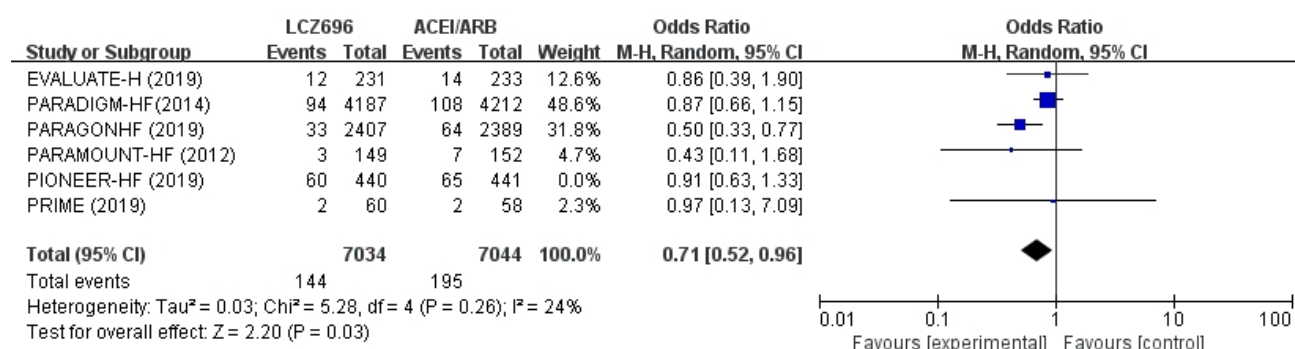 LCZ696 ACEI/ARB Odds Ratio Odds Ratio
Study or Subgroup Events Total Events Total Weight M-H, Random, 95% CI M-H, Random, 95% CI
EVALUATE-H (2019) 12 231 14 233 12.6% 0.86 [0.39, 1.90]
PARADIGM-HF(2014) 94 4187 108 4212 48.6% 0.87 [0.66, 1.15]
PARAGONHF (2019) 33 2407 64 2389 31.8% 0.50 [0.33, 0.77]
PARAMOUNT-HF (2012) 3 149 7 152 4.7% 0.43 [0.11, 1.68]
PIONEER-HF (2019) 60 440 65 441 0.0% 0.91 [0.63, 1.33]
PRIME (2019) 2 60 2 58 2.3% 0.97 [0.13, 7.09]
Total (95% CI) 7034 7044 100.0% 0.71 [0.52, 0.96]
Total events 144 195
Heterogeneity: Tau² = 0.03; Chi² = 5.28, df = 4 (P = 0.26); I² = 24%
Test for overall effect: Z = 2.20 (P = 0.03)
0.01 0.1 1 10 100
Favours [experimental] Favours [control]